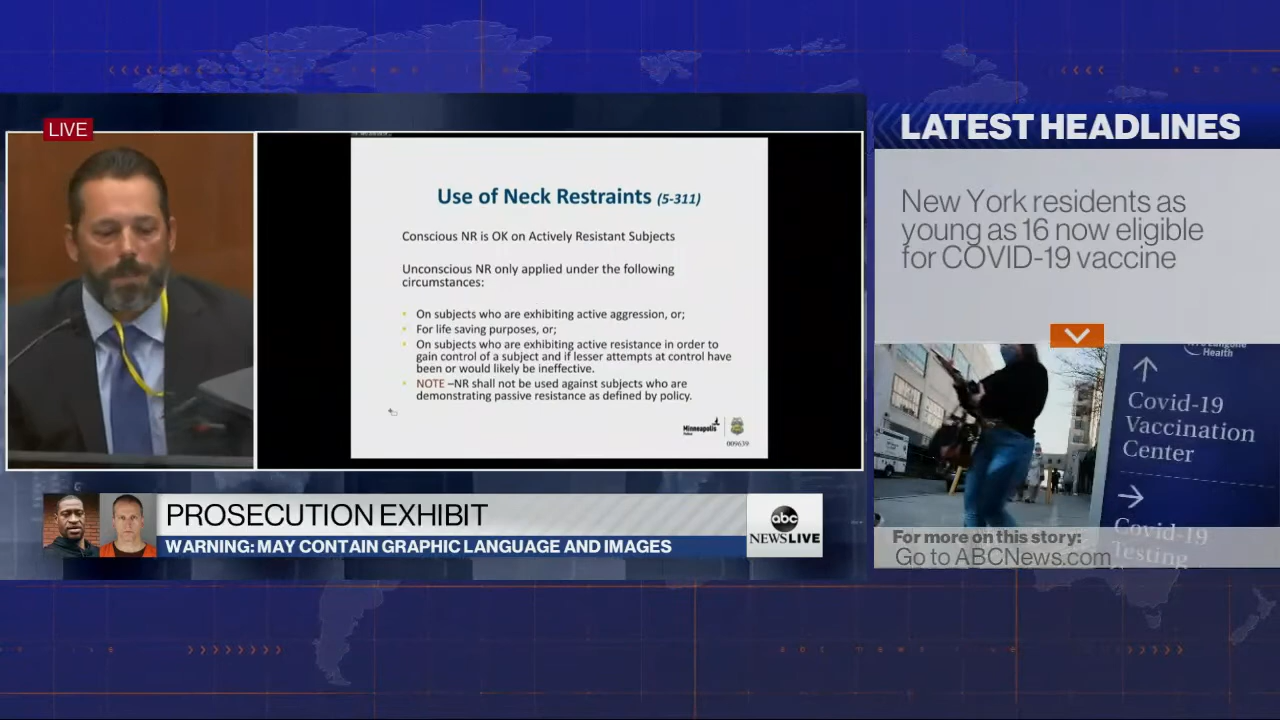 LIVE
Use of Neck Restraints (5-311)
Conscious NR is OK on Actively Resistant Subjects
Unconscious NR only applied under the following
circumstances:
On subjects who are exhibiting active aggression, or;
For life saving purposes, or;
On subjects who are exhibiting active resistance in order to
gain control of a subject and if lesser attempts at control have
been or would likely be ineffective.
NOTE –NR shall not be used against subjects who are
demonstrating passive resistance as defined by policy.
Minneapolis
009639
PROSECUTION EXHIBIT
WARNING: MAY CONTAIN GRAPHIC LANGUAGE AND IMAGES
abc
NEWS LIVE
LATEST HEADLINES
New York residents as
young as 16 now eligible
for COVID-19 vaccine
Health
Covid-19
Vaccination
Center
Covid-19
Testing
For more on this story:
Go to ABCNews.com